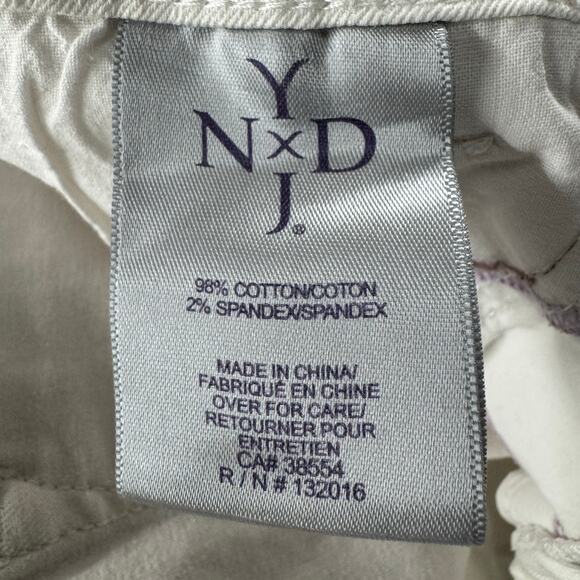 Y
N x D
J®
98% COTTON/COTON
2% SPANDEX/SPANDEX
MADE IN CHINA/
FABRIQUÉ EN CHINE
OVER FOR CARE/
RETOURNER POUR
ENTRETIEN
CA# 38554
R / N # 132016